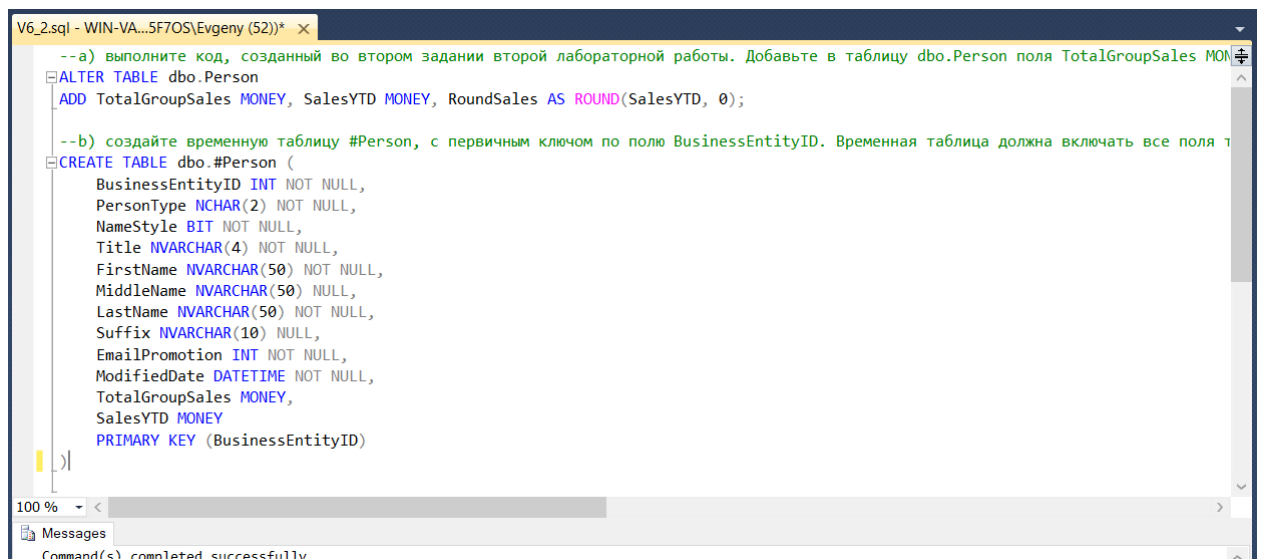 V6_2.sql - WIN-VA...5F7OS\Evgeny (52))*
--a) выполните код, созданный во втором задании второй лабораторной работы. Добавьте в таблицу dbo.Person поля TotalGroupSales MON
ALTER TABLE dbo.Person
ADD TotalGroupSales MONEY, SalesYTD MONEY, RoundSales AS ROUND(SalesYTD, 0);
--b) создайте временную таблицу #Person, с первичным ключом по полю BusinessEntityID. Временная таблица должна включать все поля т
CREATE TABLE dbo.#Person (
BusinessEntityID INT NOT NULL,
PersonType NCHAR(2) NOT NULL,
NameStyle BIT NOT NULL,
Title NVARCHAR(4) NOT NULL,
FirstName NVARCHAR(50) NOT NULL,
MiddleName NVARCHAR(50) NULL,
LastName NVARCHAR(50) NOT NULL,
Suffix NVARCHAR(10) NULL,
EmailPromotion INT NOT NULL,
ModifiedDate DATETIME NOT NULL,
TotalGroupSales MONEY,
SalesYTD MONEY
PRIMARY KEY (BusinessEntityID)
)
100 %
Messages
Command(s) completed successfully.